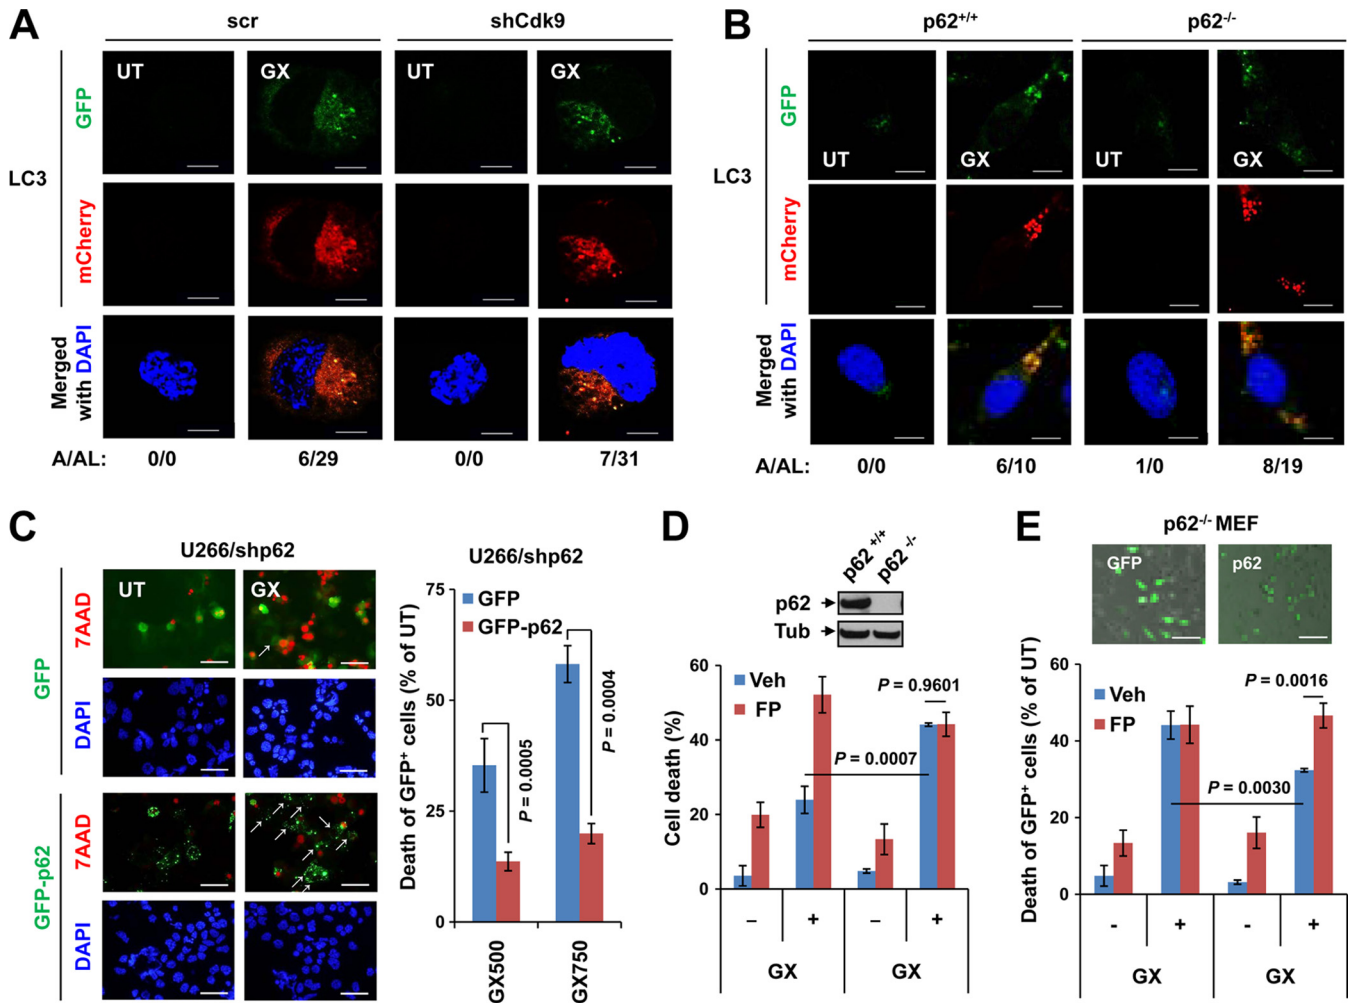 A
scr
shCdk9
UT
GX
UT
GX
GFP
LC3
mCherry
Merged
with DAPI
A/AL:
0/0
6/29
0/0
7/31
B
p62+/+
p62-/-
UT
GX
UT
GX
GFP
LC3
mCherry
Merged
with DAPI
A/AL:
0/0
6/10
1/0
8/19
C
U266/shp62
UT
GX
7AAD
GFP
DAPI
7AAD
GFP-p62
DAPI
U266/shp62
Death of GFP+ cells (% of UT)
75
50
25
0
GFP
GFP-p62
P = 0.0005
P = 0.0004
GX500
GX750
D
p62 +/+
p62 -/-
p62
Tub
Cell death (%)
60
40
20
0
Veh
FP
P = 0.9601
P = 0.0007
–
+
–
+
GX
GX
E
p62-/- MEF
GFP
p62
Death of GFP+ cells (% of UT)
60
40
20
0
Veh
FP
P = 0.0016
P = 0.0030
-
+
-
+
GX
GX